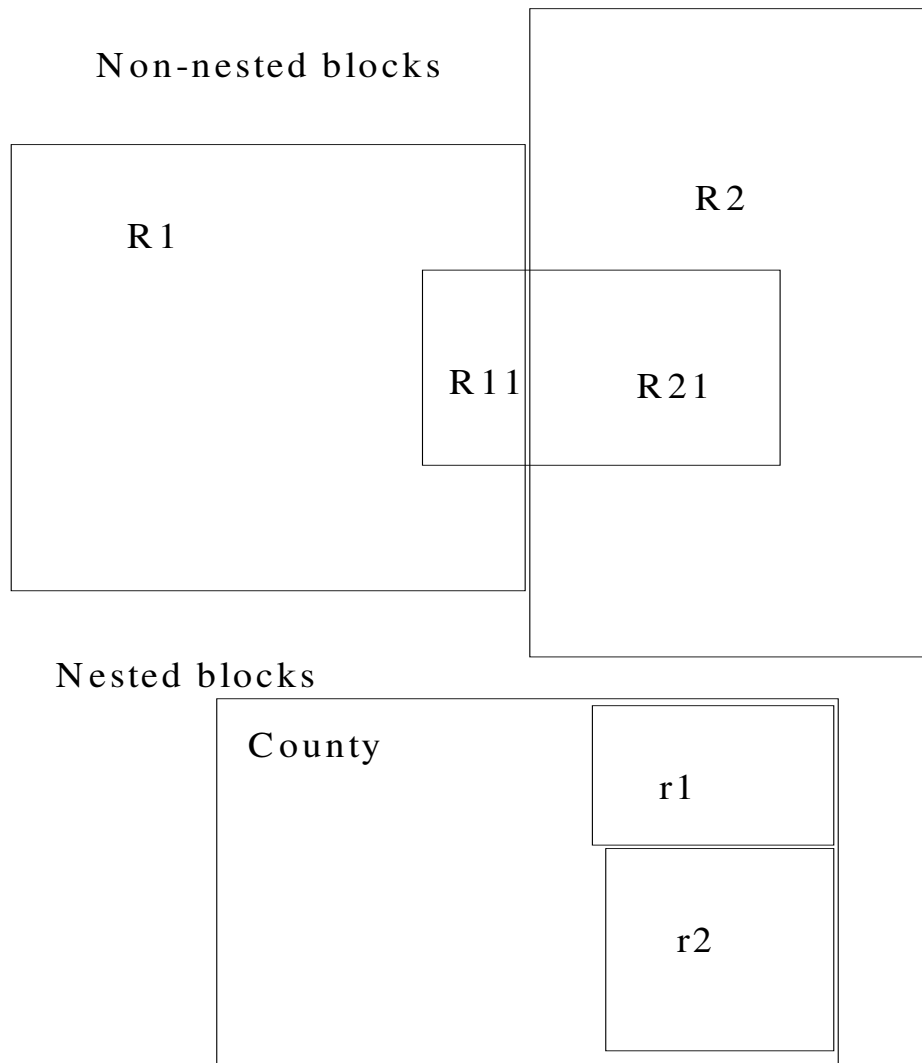 Non-nested blocks
R2
R1
R11
R21
Nested blocks
County
r1
r2